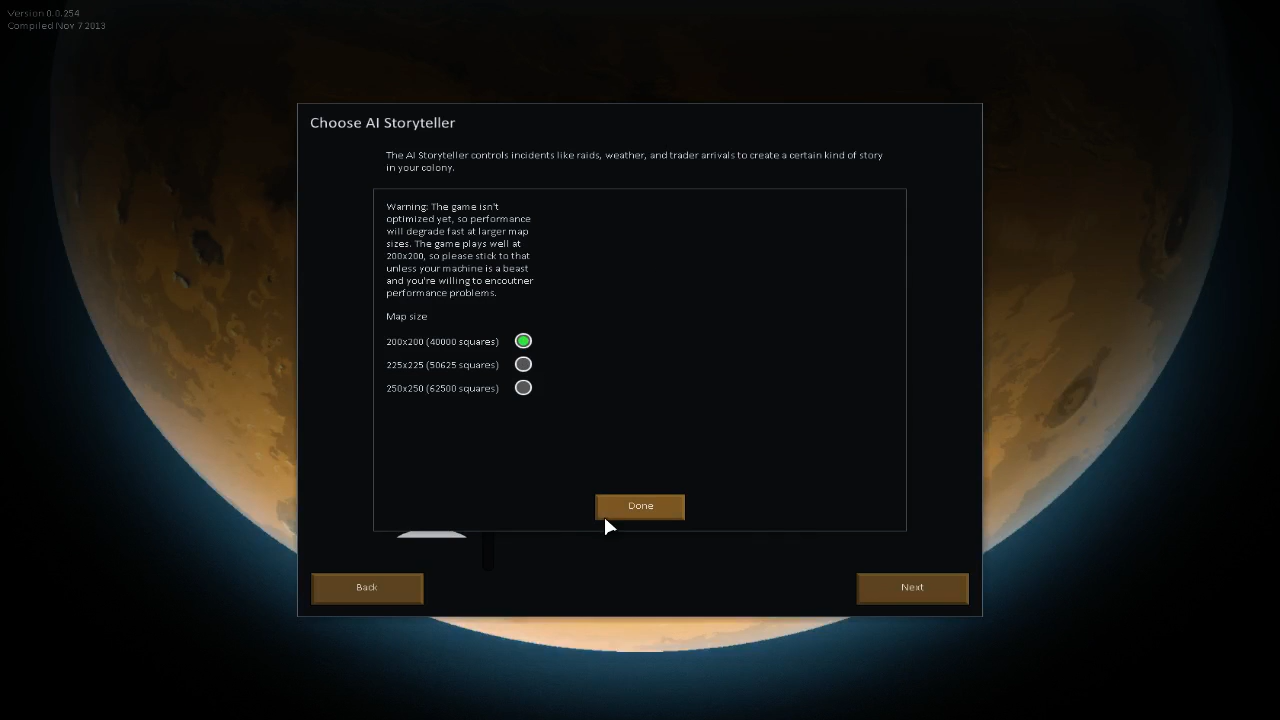 Version 0.0.254
Compiled Nov 7 2013
Choose AI Storyteller
The AI Storyteller controls incidents like raids, weather, and trader arrivals to create a certain kind of story
in your colony.
Warning: The game isn't
optimized yet, so performance
will degrade fast at larger map
sizes. The game plays well at
200x200, so please stick to that
unless your machine is a beast
and you're willing to encoutner
performance problems.
Map size
200x200 (40000 squares)
225x225 (50625 squares)
250x250 (62500 squares)
Done
Back
Next